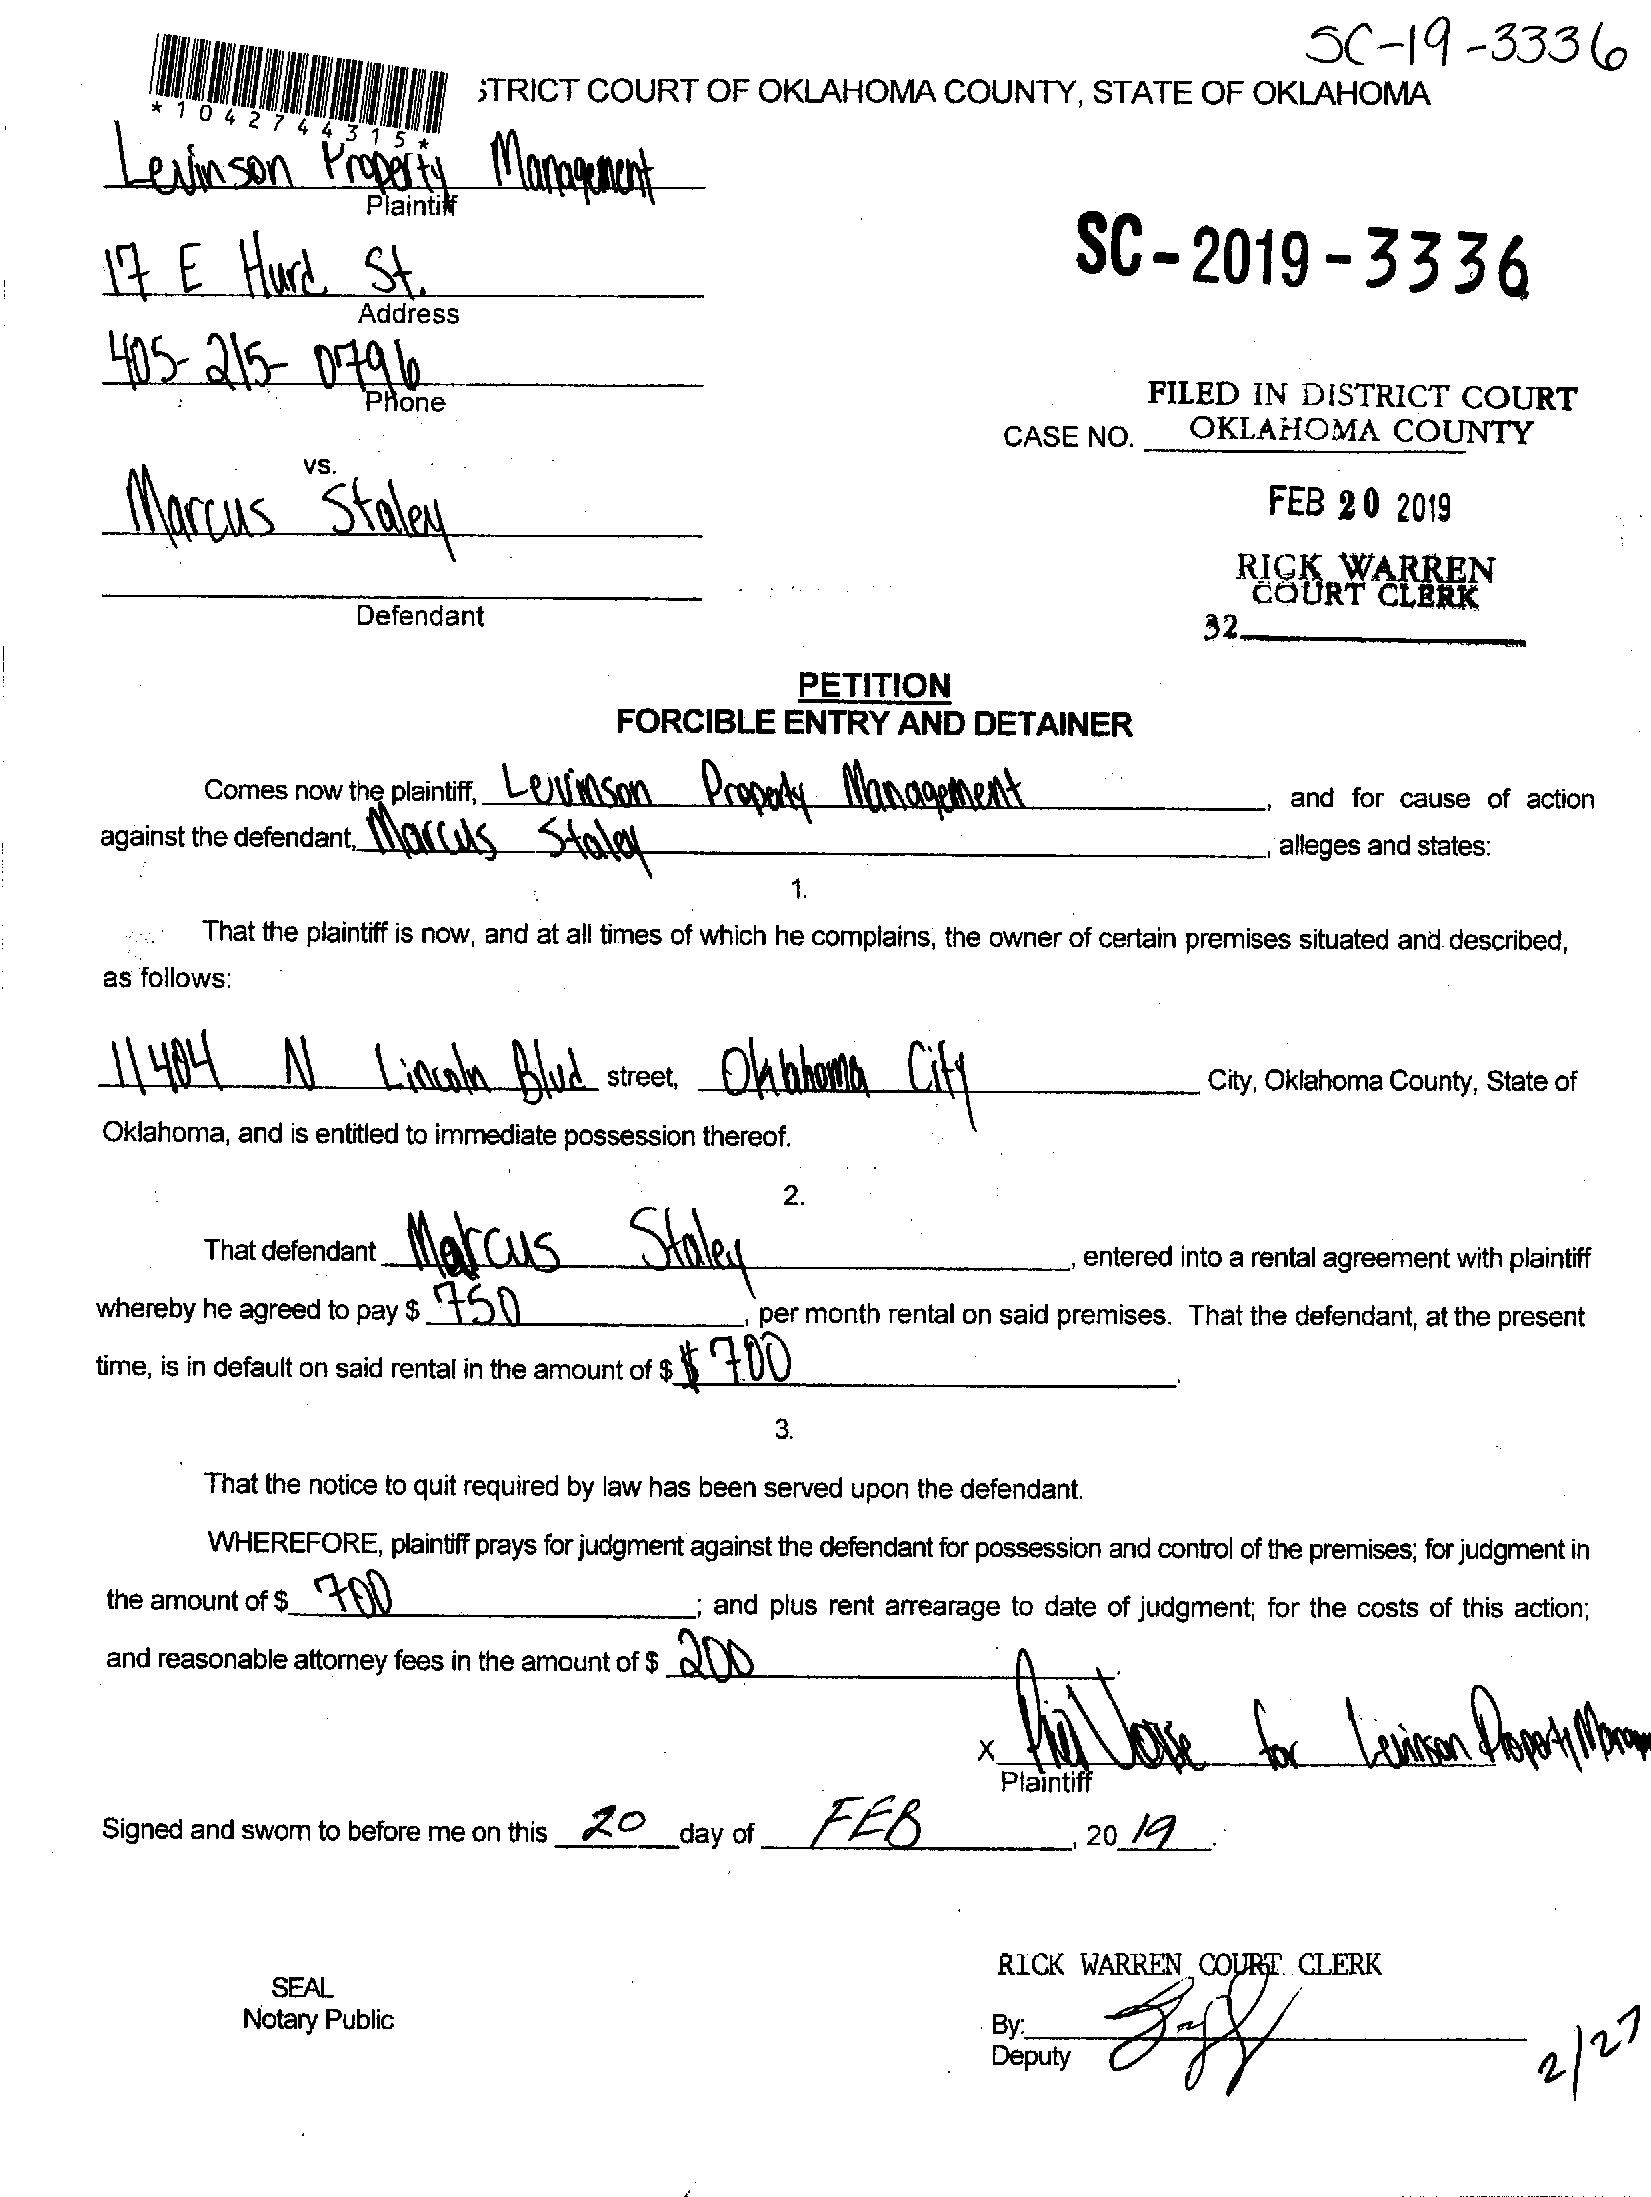 SC-19-3336
STRICT COURT OF OKLAHOMA COUNTY, STATE OF OKLAHOMA
*1042744315*
Levinson Property Management
Plaintiff
17 E Hurd St.
Address
SC-2019-3336
405-215-0796
Phone
FILED IN DISTRICT COURT
CASE NO. OKLAHOMA COUNTY
vs.
Marcus Staley
FEB 20 2019
RICK WARREN
COURT CLERK
Defendant
32
PETITION
FORCIBLE ENTRY AND DETAINER
Comes now the plaintiff, Levinson Property Management, and for cause of action
against the defendant, Marcus Staley, alleges and states:
1.
That the plaintiff is now, and at all times of which he complains, the owner of certain premises situated and described,
as follows:
11404 N Lincoln Blvd street, Oklahoma City City, Oklahoma County, State of
Oklahoma, and is entitled to immediate possession thereof.
2.
That defendant Marcus Staley, entered into a rental agreement with plaintiff
whereby he agreed to pay $ 750, per month rental on said premises. That the defendant, at the present
time, is in default on said rental in the amount of $ $ 700.
3.
That the notice to quit required by law has been served upon the defendant.
WHEREFORE, plaintiff prays for judgment against the defendant for possession and control of the premises; for judgment in
the amount of $ 700; and plus rent arrearage to date of judgment; for the costs of this action;
and reasonable attorney fees in the amount of $ 200.
X for Levinson Property
Plaintiff
Signed and sworn to before me on this 20 day of FEB, 20 19.
RICK WARREN COURT CLERK
SEAL
Notary Public
By:
Deputy
2/27